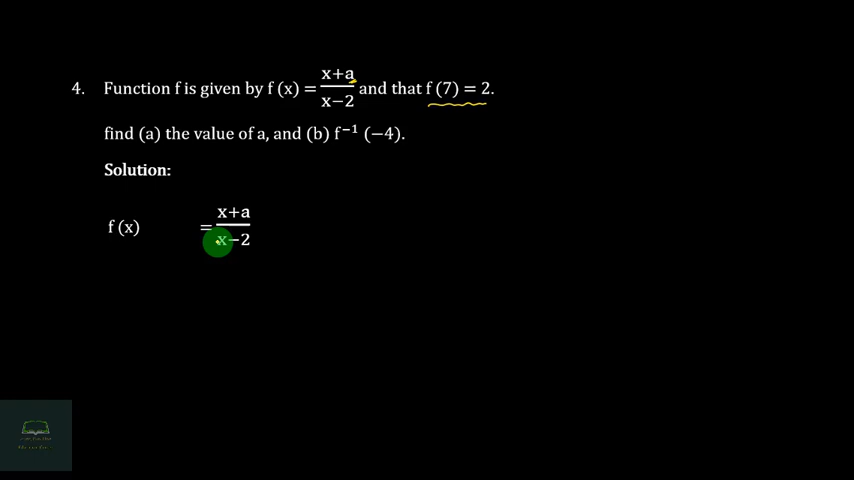 4. Function f is given by f (x) = x+a/x−2 and that f (7) = 2.
find (a) the value of a, and (b) f⁻¹ (−4).
Solution:
f (x) = x+a/x−2